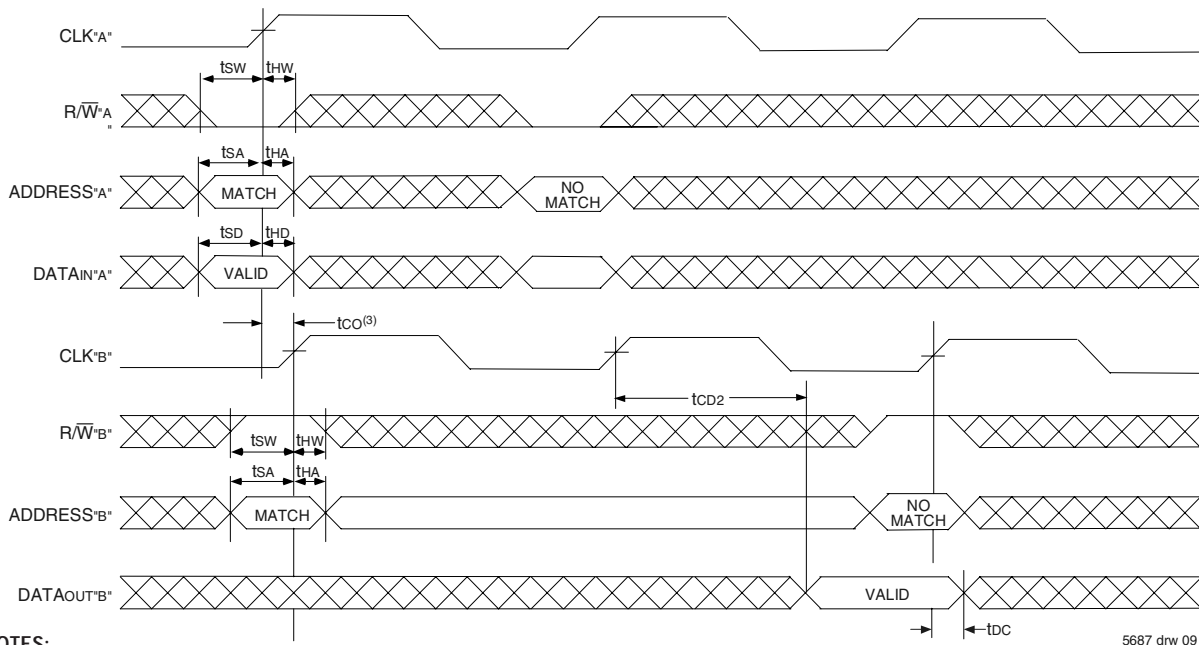 CLK"A"
tSW tHW
R/W"A
"
tSA tHA
ADDRESS"A"
MATCH
NO
MATCH
tSD tHD
DATAIN"A"
VALID
tCO(3)
CLK"B"
tCD2
R/W"B"
tSW tHW
tSA tHA
ADDRESS"B"
MATCH
NO
MATCH
DATAOUT"B"
VALID
tDC
OTES:
5687 drw 09